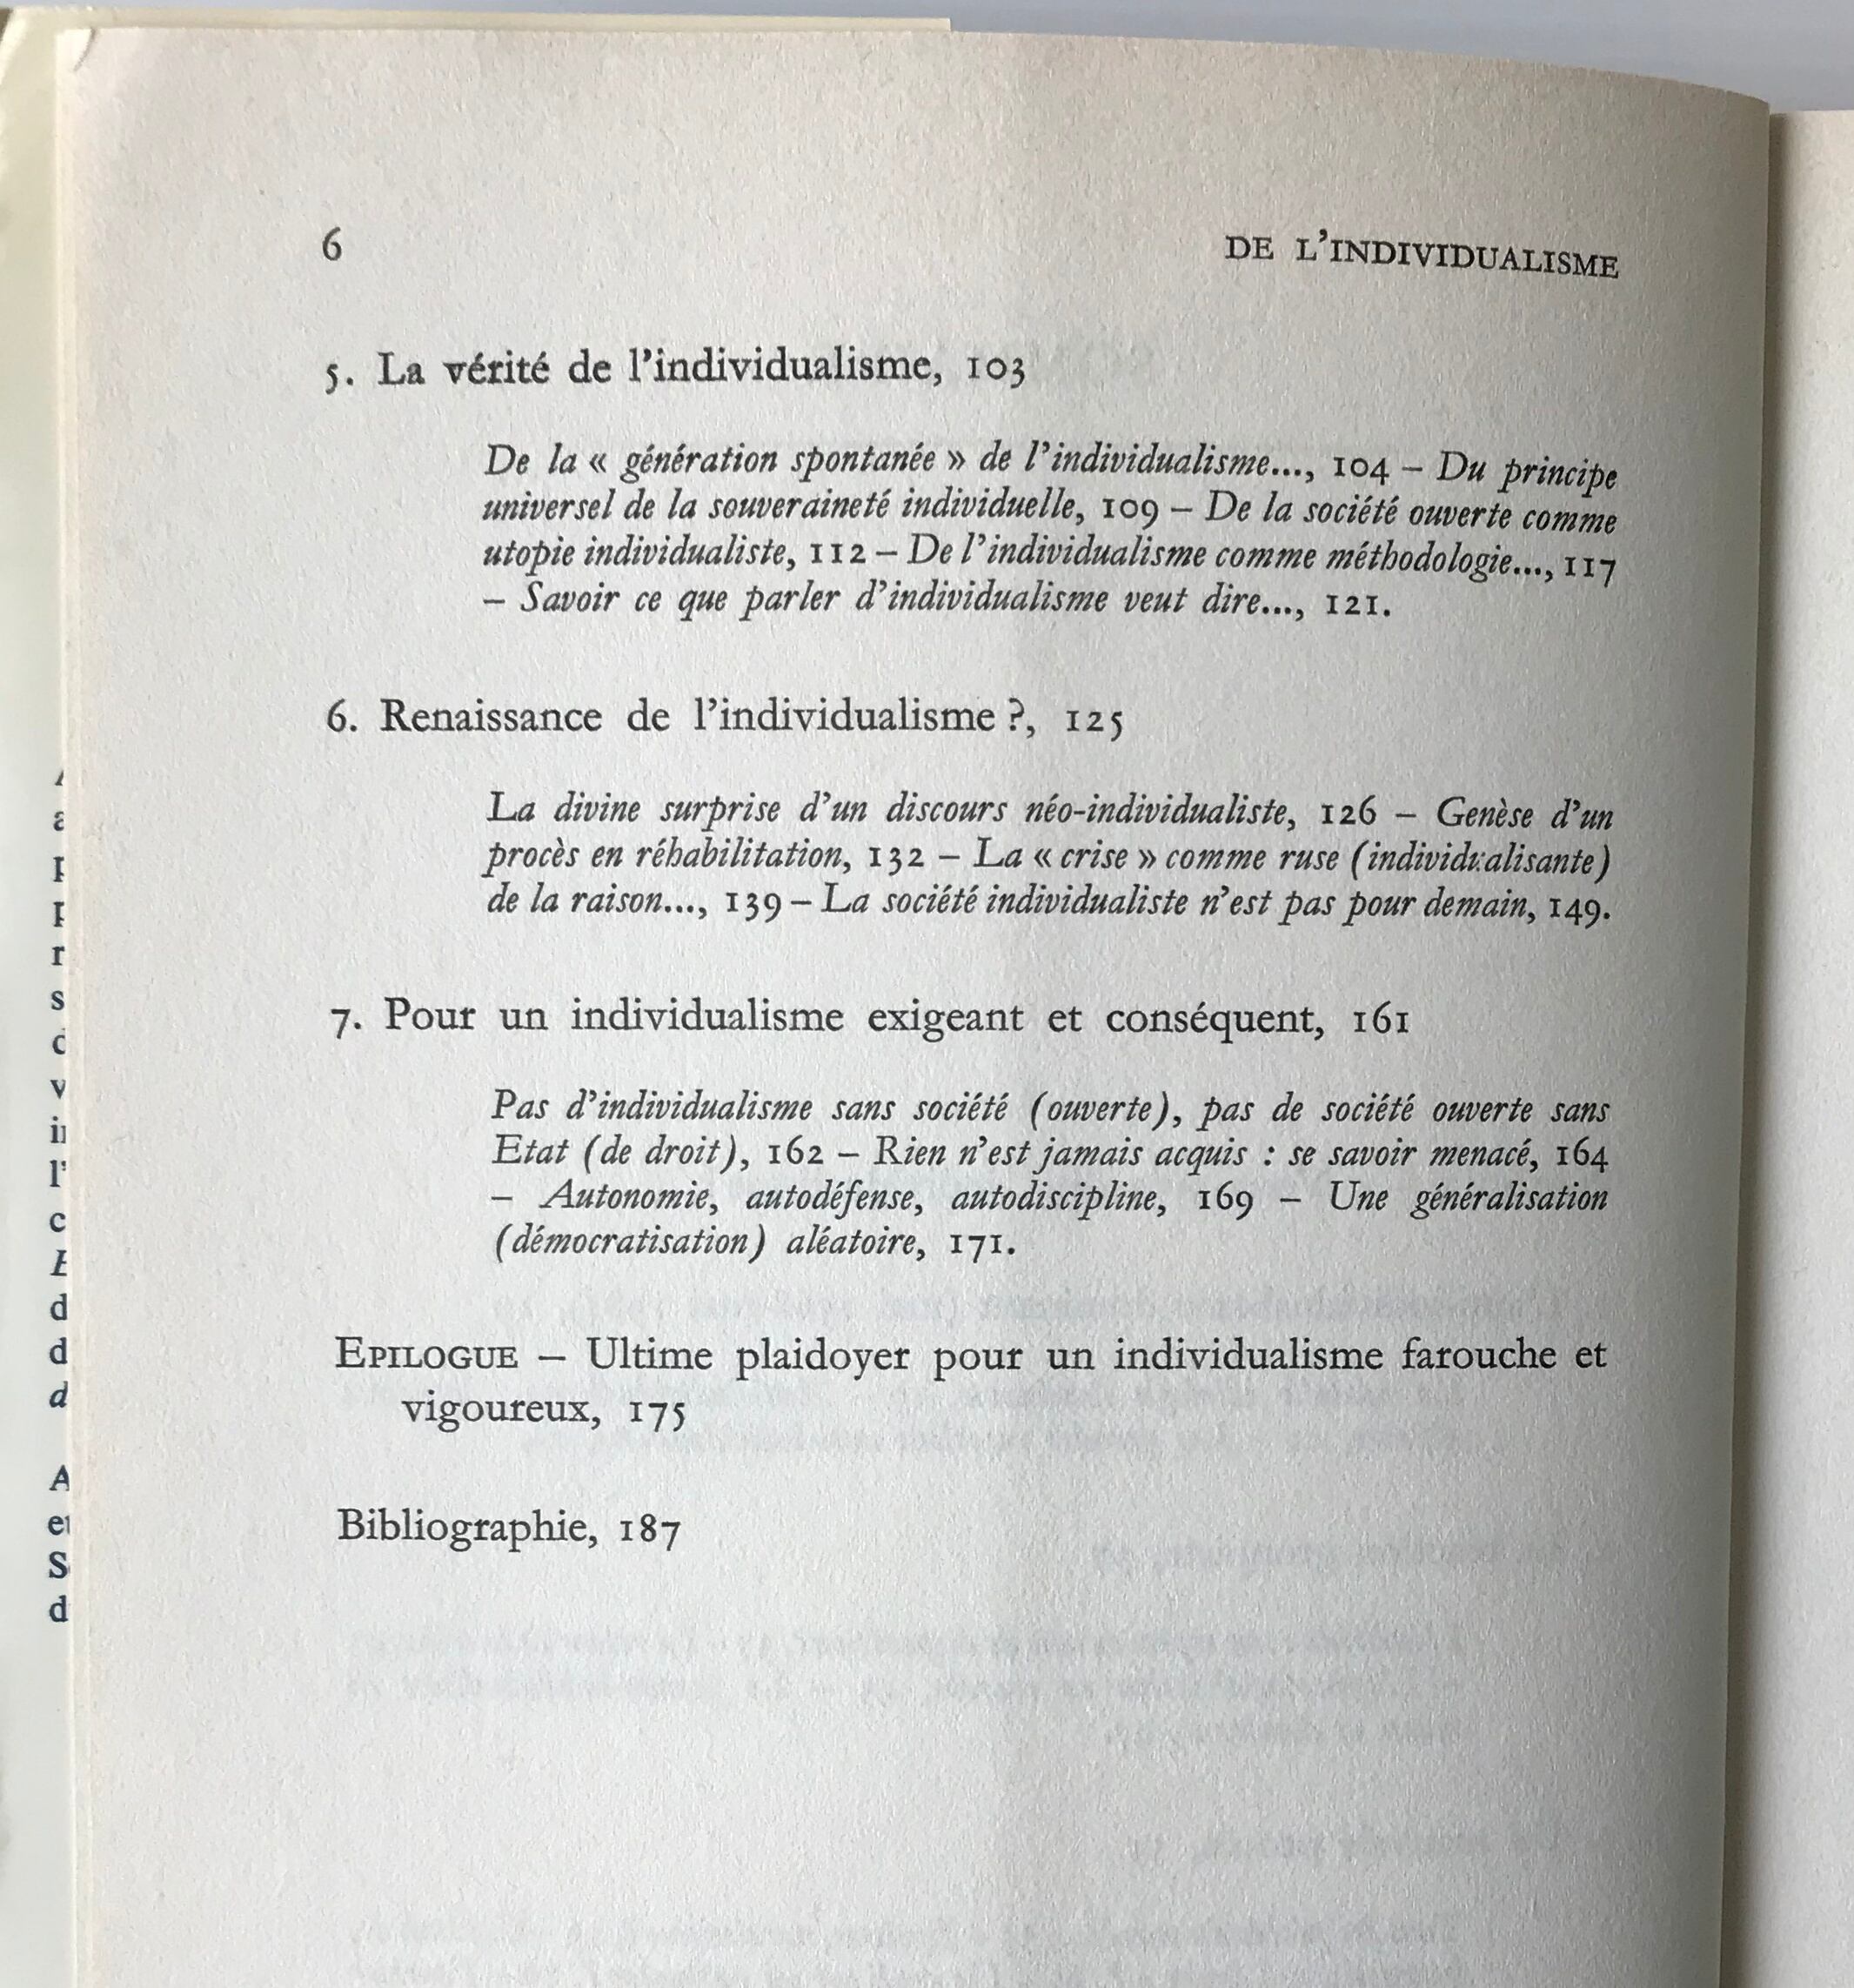 6 DE L'INDIVIDUALISME
5. La vérité de l'individualisme, 103
De la « génération spontanée » de l'individualisme..., 104 – Du principe
universel de la souveraineté individuelle, 109 – De la société ouverte comme
utopie individualiste, 112 – De l'individualisme comme méthodologie..., 117
– Savoir ce que parler d'individualisme veut dire..., 121.
6. Renaissance de l'individualisme ?, 125
La divine surprise d'un discours néo-individualiste, 126 – Genèse d'un
procès en réhabilitation, 132 – La « crise » comme ruse (individualisante)
de la raison..., 139 – La société individualiste n'est pas pour demain, 149.
7. Pour un individualisme exigeant et conséquent, 161
Pas d'individualisme sans société (ouverte), pas de société ouverte sans
Etat (de droit), 162 – Rien n'est jamais acquis : se savoir menacé, 164
– Autonomie, autodéfense, autodiscipline, 169 – Une généralisation
(démocratisation) aléatoire, 171.
EPILOGUE – Ultime plaidoyer pour un individualisme farouche et
vigoureux, 175
Bibliographie, 187